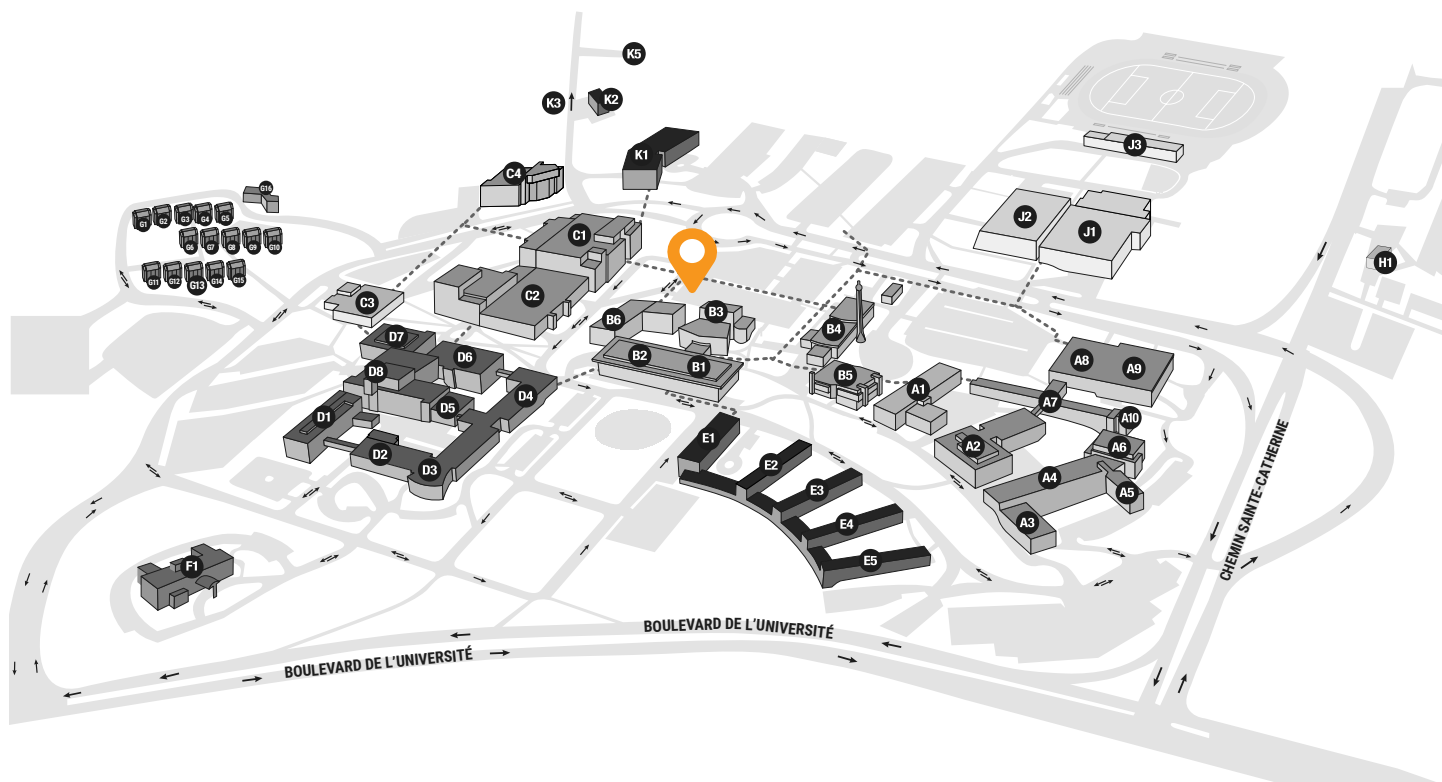 K5
K3
K2
J3
K1
C4
G16
G1
G2
G3
G4
G5
J2
J1
C1
G6
G7
G8
G9
G10
H1
G11
G12
G13
G14
G15
C3
C2
B6
B3
B4
D7
D6
B2
B1
A8
A9
D8
B5
A1
D4
D5
A7
D1
A10
E1
A2
A6
D2
D3
E2
A4
E3
A5
E4
A3
E5
F1
CHEMIN SAINTE-CATHERINE
BOULEVARD DE L'UNIVERSITÉ
BOULEVARD DE L'UNIVERSITÉ